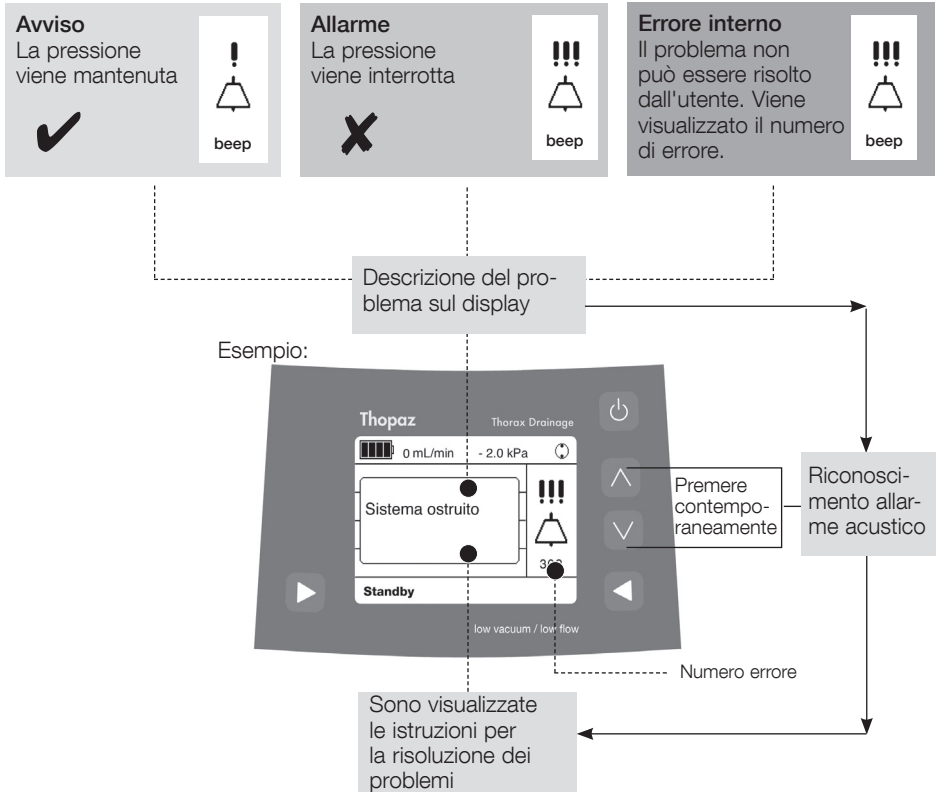 Avviso
La pressione
viene mantenuta
!
beep
Allarme
La pressione
viene interrotta
!!!
beep
Errore interno
Il problema non
può essere risolto
dall'utente. Viene
visualizzato il numero
di errore.
!!!
beep
Descrizione del pro-
blema sul display
Esempio:
Thopaz
Thorax Drainage
0 mL/min
- 2.0 kPa
Sistema ostruito
!!!
Standby
low vacuum / low flow
Premere
contempo-
raneamente
Riconosci-
mento allar-
me acustico
Numero errore
Sono visualizzate
le istruzioni per
la risoluzione dei
problemi